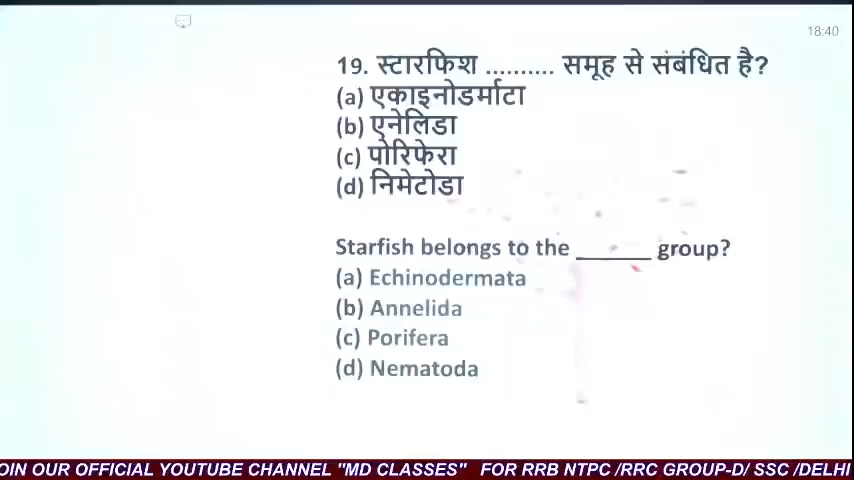 18:40
19. स्टारफिश .......... समूह से संबंधित है?
(a) एकाइनोडर्माटा
(b) एनेलिडा
(c) पोरिफेरा
(d) निमेटोडा
Starfish belongs to the _______ group?
(a) Echinodermata
(b) Annelida
(c) Porifera
(d) Nematoda
OIN OUR OFFICIAL YOUTUBE CHANNEL "MD CLASSES" FOR RRB NTPC /RRC GROUP-D/ SSC /DELHI